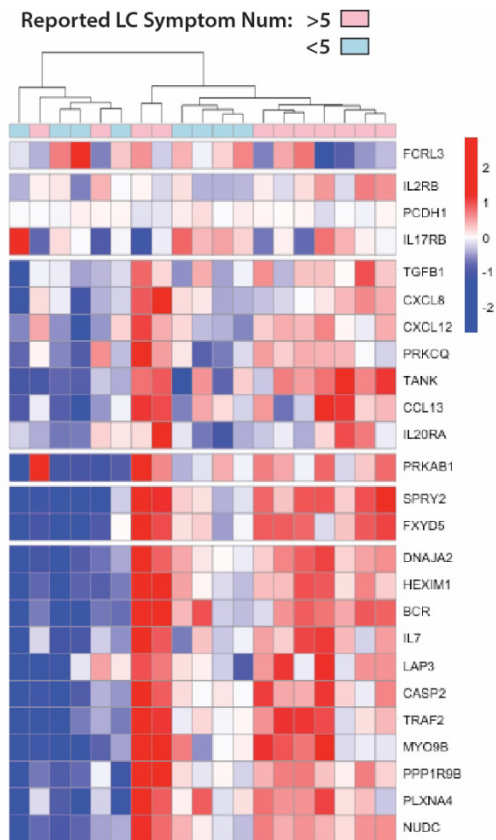 Reported LC Symptom Num: >5
<5
FCRL3
IL2RB
PCDH1
IL17RB
TGFB1
CXCL8
CXCL12
PRKCQ
TANK
CCL13
IL20RA
PRKAB1
SPRY2
FXYD5
DNAJA2
HEXIM1
BCR
IL7
LAP3
CASP2
TRAF2
MYO9B
PPP1R9B
PLXNA4
NUDC
2
1
0
-1
-2